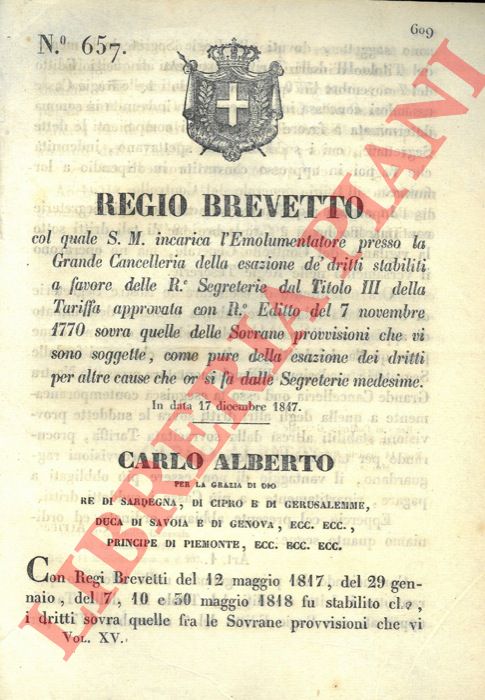 609
N.º 657.
REGIO BREVETTO
col quale S. M. incarica l'Emolumentatore presso la
Grande Cancelleria della esazione de' dritti stabiliti
a favore delle R.e Segreterie dal Titolo III della
Tariffa approvata con R.o Editto del 7 novembre
1770 sovra quelle delle Sovrane provvisioni che vi
sono soggette, come pure della esazione dei dritti
per altre cause che or si fa dalle Segreterie medesime.
In data 17 dicembre 1847.
CARLO ALBERTO
PER LA GRAZIA DI DIO
RE DI SARDEGNA, DI CIPRO E DI GERUSALEMME,
DUCA DI SAVOIA E DI GENOVA, ECC. ECC.,
PRINCIPE DI PIEMONTE, ECC. ECC. ECC.
Con Regi Brevetti del 12 maggio 1817, del 29 gen-
naio, del 7, 10 e 30 maggio 1818 fu stabilito che,
i dritti sovra quelle fra le Sovrane provvisioni che vi
Vol. XV.
LIBRERIA PIANI